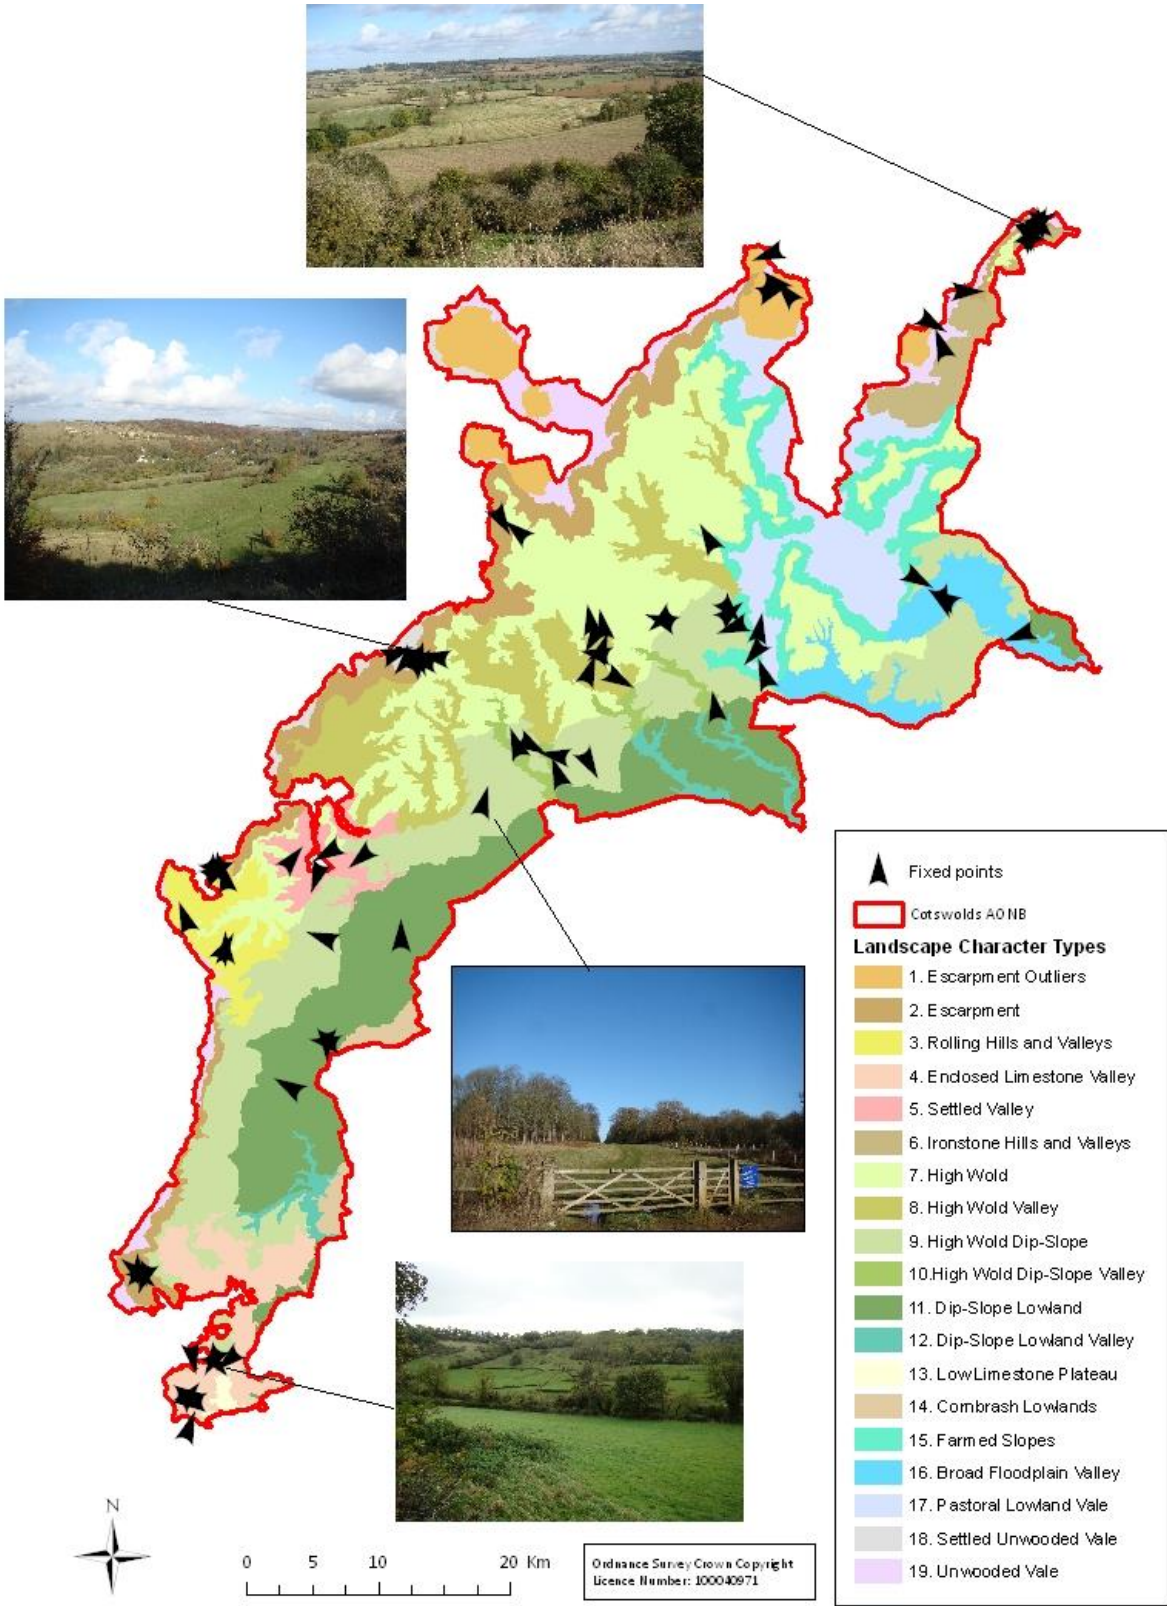 Fixed points
Cotswolds AONB
Landscape Character Types
1. Escarpment Outliers
2. Escarpment
3. Rolling Hills and Valleys
4. Enclosed Limestone Valley
5. Settled Valley
6. Ironstone Hills and Valleys
7. High Wold
8. High Wold Valley
9. High Wold Dip-Slope
10.High Wold Dip-Slope Valley
11. Dip-Slope Lowland
12. Dip-Slope Lowland Valley
13. Low Limestone Plateau
14. Cornbrash Lowlands
15. Farmed Slopes
16. Broad Floodplain Valley
17. Pastoral Lowland Vale
18. Settled Unwooded Vale
19. Unwooded Vale
N
0 5 10 20 Km
Ordnance Survey Crown Copyright
Licence Number: 100040971